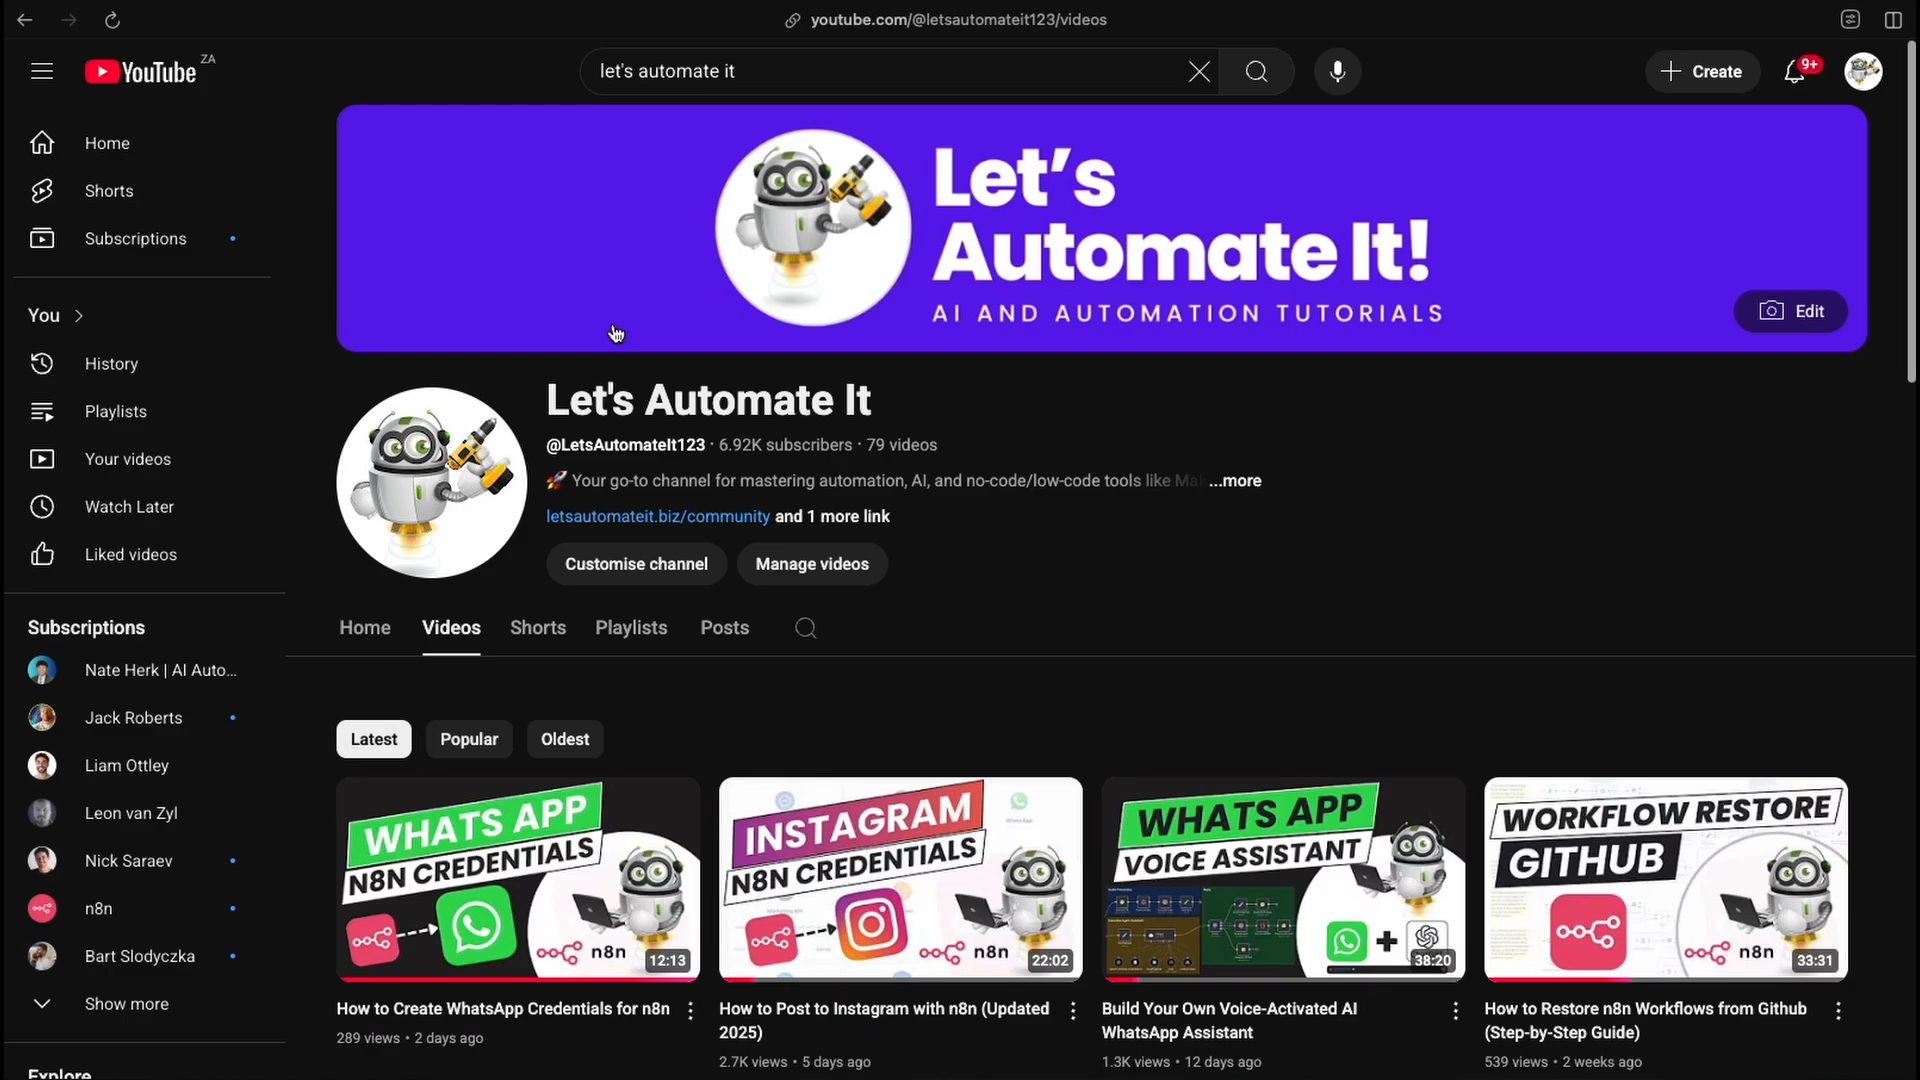 youtube.com/@letsautomateit123/videos
YouTube ZA
let's automate it
Create
9+
Home
Shorts
Subscriptions
You
History
Playlists
Your videos
Watch Later
Liked videos
Subscriptions
Nate Herk | AI Auto...
Jack Roberts
Liam Ottley
Leon van Zyl
Nick Saraev
n8n
Bart Slodyczka
Show more
Explore
Let's
Automate It!
AI AND AUTOMATION TUTORIALS
Edit
Let's Automate It
@LetsAutomateIt123 · 6.92K subscribers · 79 videos
🚀 Your go-to channel for mastering automation, AI, and no-code/low-code tools like ...more
letsautomateit.biz/community and 1 more link
Customise channel
Manage videos
Home Videos Shorts Playlists Posts
Latest Popular Oldest
WHATS APP
N8N CREDENTIALS
n8n
12:13
How to Create WhatsApp Credentials for n8n
289 views · 2 days ago
INSTAGRAM
N8N CREDENTIALS
WhatsApp
n8n
22:02
How to Post to Instagram with n8n (Updated
2025)
2.7K views · 5 days ago
WHATS APP
VOICE ASSISTANT
38:20
Build Your Own Voice-Activated AI
WhatsApp Assistant
1.3K views · 12 days ago
WORKFLOW RESTORE
GITHUB
n8n
33:31
How to Restore n8n Workflows from Github
(Step-by-Step Guide)
539 views · 2 weeks ago